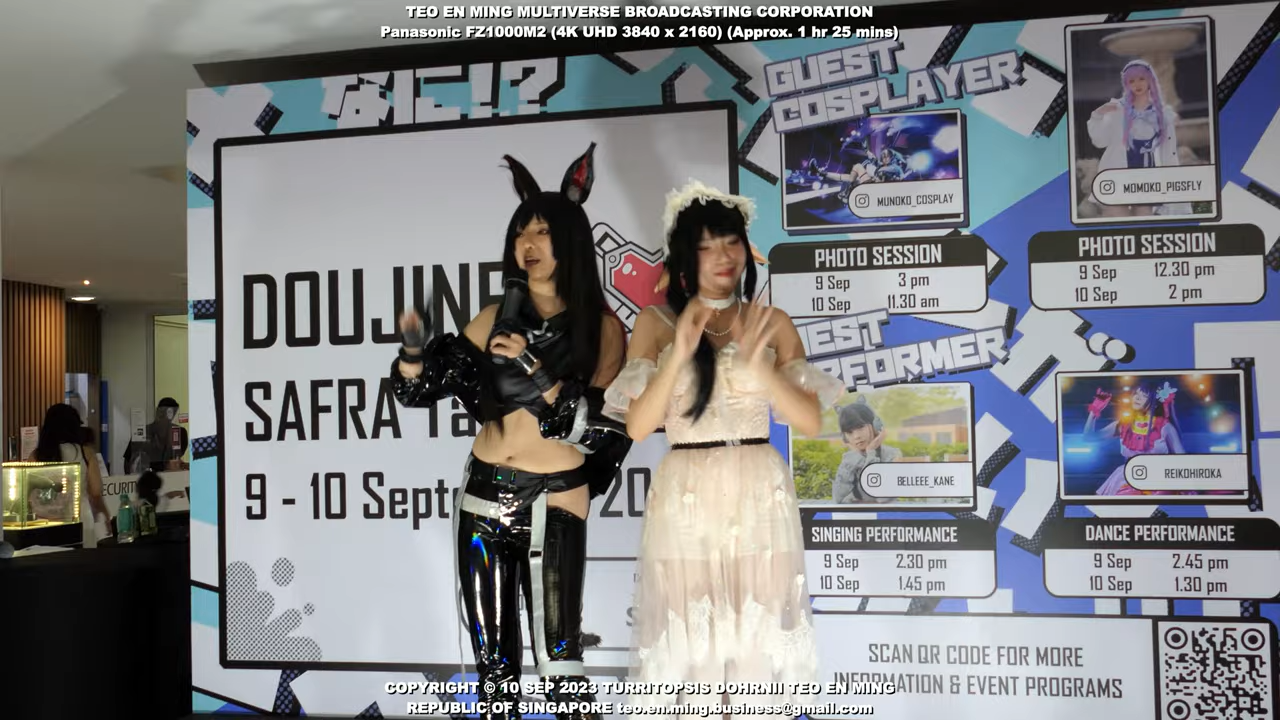 TEO EN MING MULTIVERSE BROADCASTING CORPORATION
Panasonic FZ1000M2 (4K UHD 3840 x 2160) (Approx. 1 hr 25 mins)
なに!?
GUEST
COSPLAYER
MUNOKO_COSPLAY
MOMOKO_PIGSFLY
PHOTO SESSION
9 Sep 3 pm
10 Sep 11.30 am
PHOTO SESSION
9 Sep 12.30 pm
10 Sep 2 pm
DOUJIN
SAFRA Ta
9 - 10 Sept 20
BELLEEE_KANE
REIKOHIROKA
SINGING PERFORMANCE
9 Sep 2.30 pm
10 Sep 1.45 pm
DANCE PERFORMANCE
9 Sep 2.45 pm
10 Sep 1.30 pm
SCAN QR CODE FOR MORE
INFORMATION & EVENT PROGRAMS
COPYRIGHT © 10 SEP 2023 TURRITOPSIS DOHRNII TEO EN MING
REPUBLIC OF SINGAPORE teo.en.ming.business@gmail.com